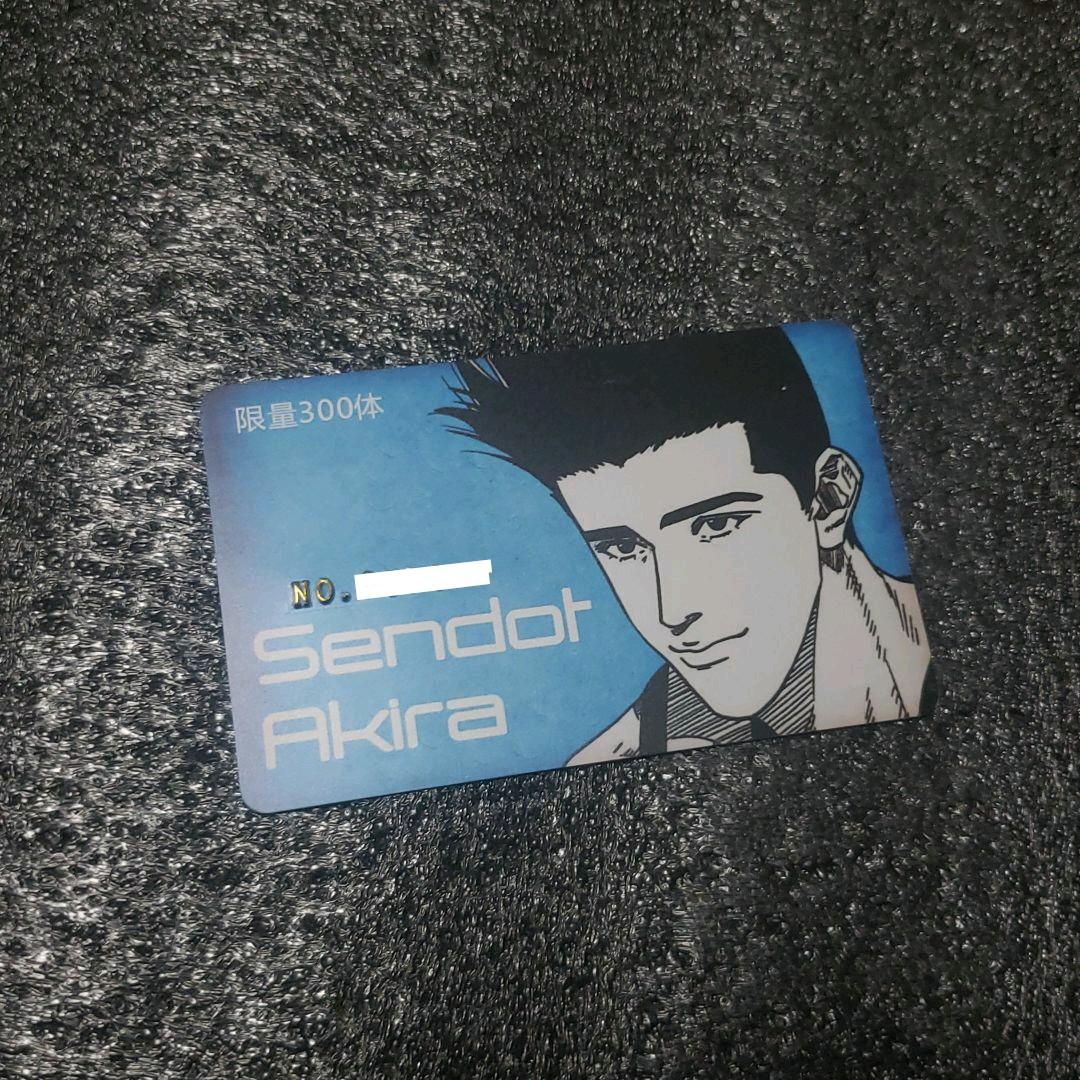 限量300体
NO.
Sendot
Akira